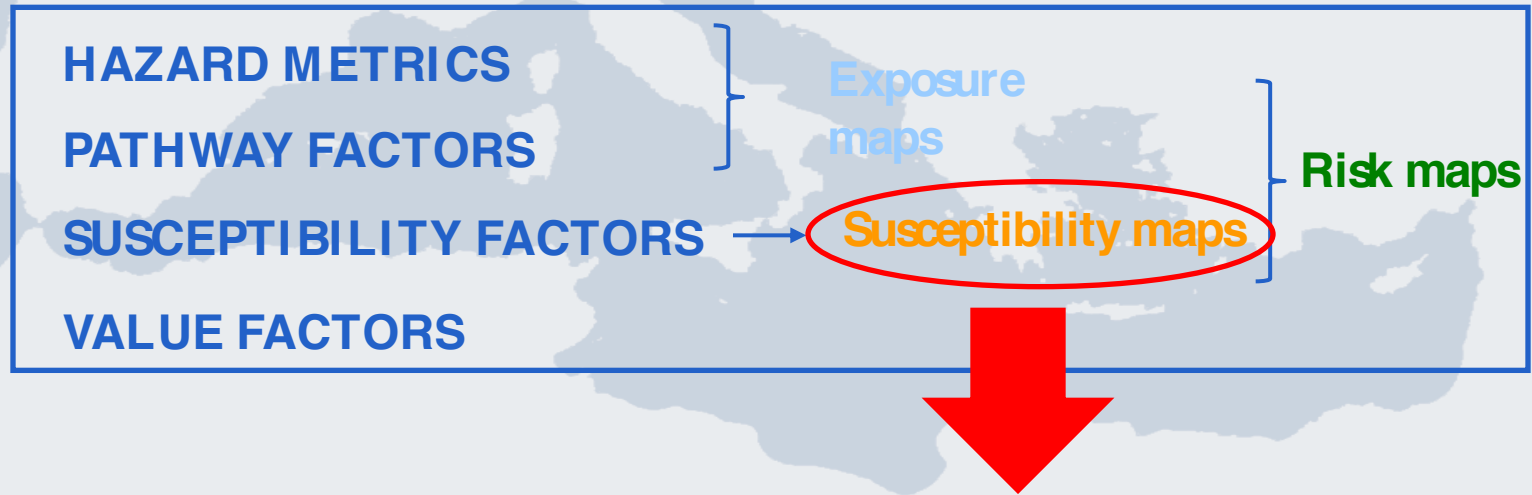 HAZARD METRICS
PATHWAY FACTORS
SUSCEPTIBILITY FACTORS
VALUE FACTORS
Exposure
maps
Susceptibility maps
Risk maps